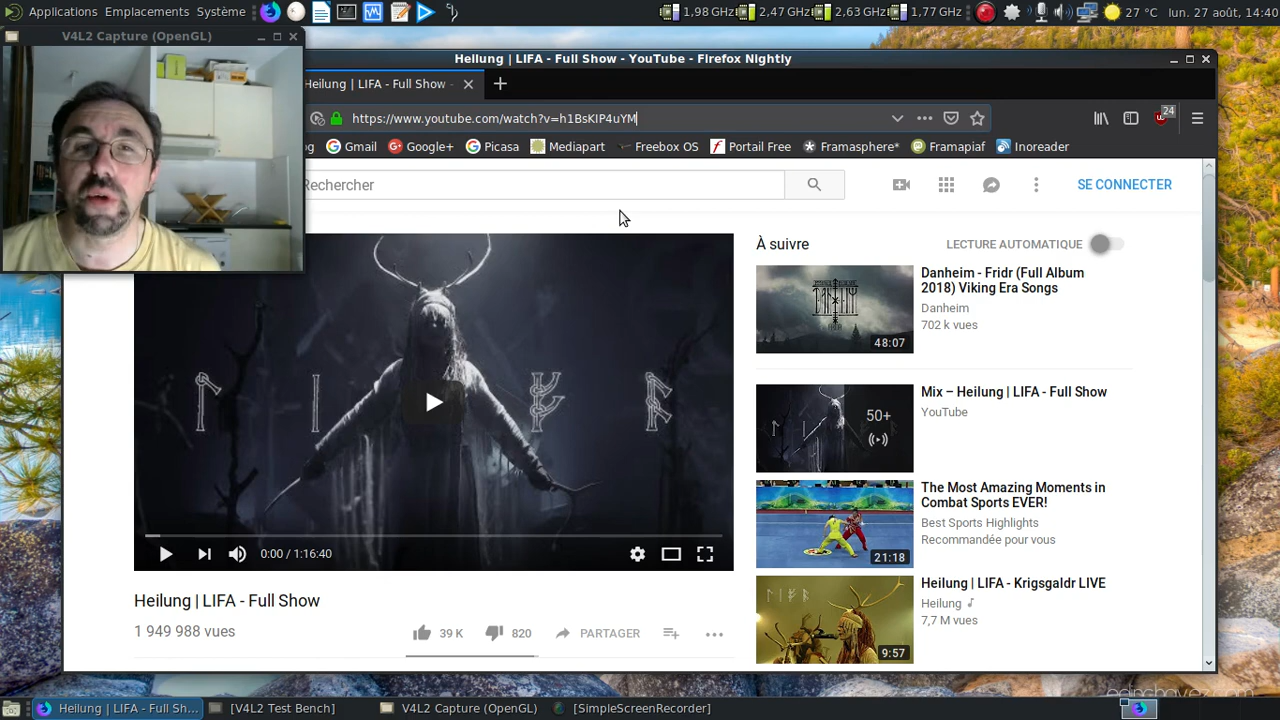 Applications Emplacements Système
1,98 GHz 2,47 GHz 2,63 GHz 1,77 GHz 27 °C lun. 27 août, 14:40
V4L2 Capture (OpenGL)
Heilung | LIFA - Full Show - YouTube - Firefox Nightly
Heilung | LIFA - Full Show -
https://www.youtube.com/watch?v=h1BsKIP4uYM
24
Gmail Google+ Picasa Mediapart Freebox OS Portail Free Framasphere* Framapiaf Inoreader
Rechercher
SE CONNECTER
À suivre
LECTURE AUTOMATIQUE
Danheim - Fridr (Full Album
2018) Viking Era Songs
Danheim
702 k vues
48:07
Mix – Heilung | LIFA - Full Show
YouTube
50+
The Most Amazing Moments in
Combat Sports EVER!
Best Sports Highlights
Recommandée pour vous
21:18
Heilung | LIFA - Krigsgaldr LIVE
Heilung
7,7 M vues
9:57
0:00 / 1:16:40
Heilung | LIFA - Full Show
1 949 988 vues
39 K 820 PARTAGER
Heilung | LIFA - Full Sh... [V4L2 Test Bench] V4L2 Capture (OpenGL) [SimpleScreenRecorder]